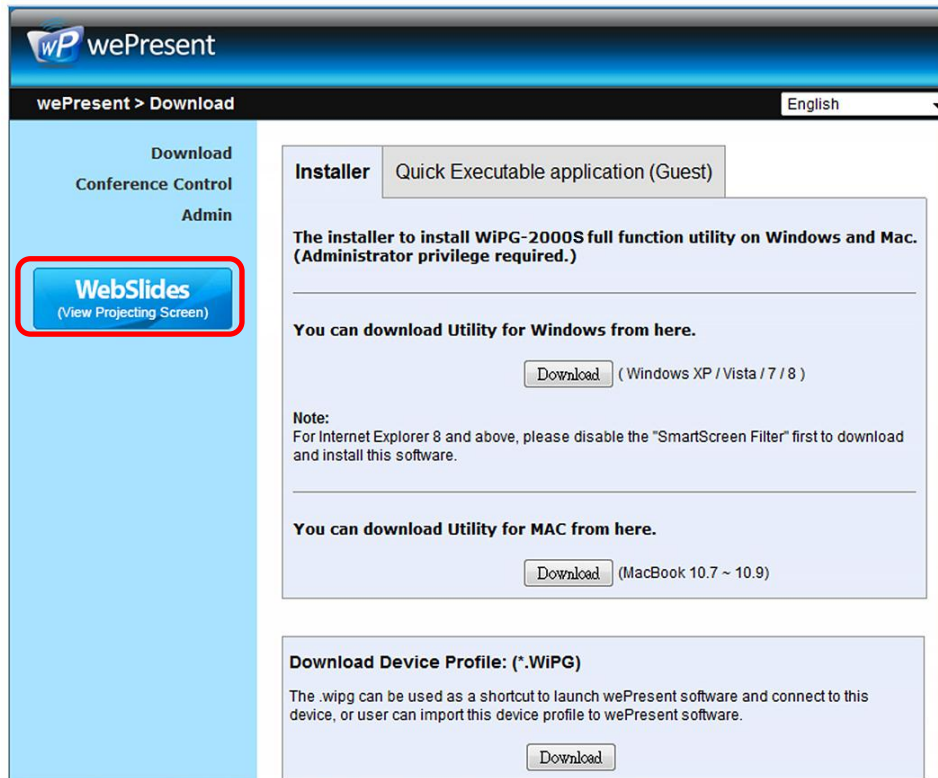 wP wePresent
wePresent > Download
English
Download
Conference Control
Admin
WebSlides
(View Projecting Screen)
Installer
Quick Executable application (Guest)
The installer to install WiPG-2000S full function utility on Windows and Mac.
(Administrator privilege required.)
You can download Utility for Windows from here.
Download ( Windows XP / Vista / 7 / 8 )
Note:
For Internet Explorer 8 and above, please disable the "SmartScreen Filter" first to download
and install this software.
You can download Utility for MAC from here.
Download (MacBook 10.7 ~ 10.9)
Download Device Profile: (*.WiPG)
The .wipg can be used as a shortcut to launch wePresent software and connect to this
device, or user can import this device profile to wePresent software.
Download